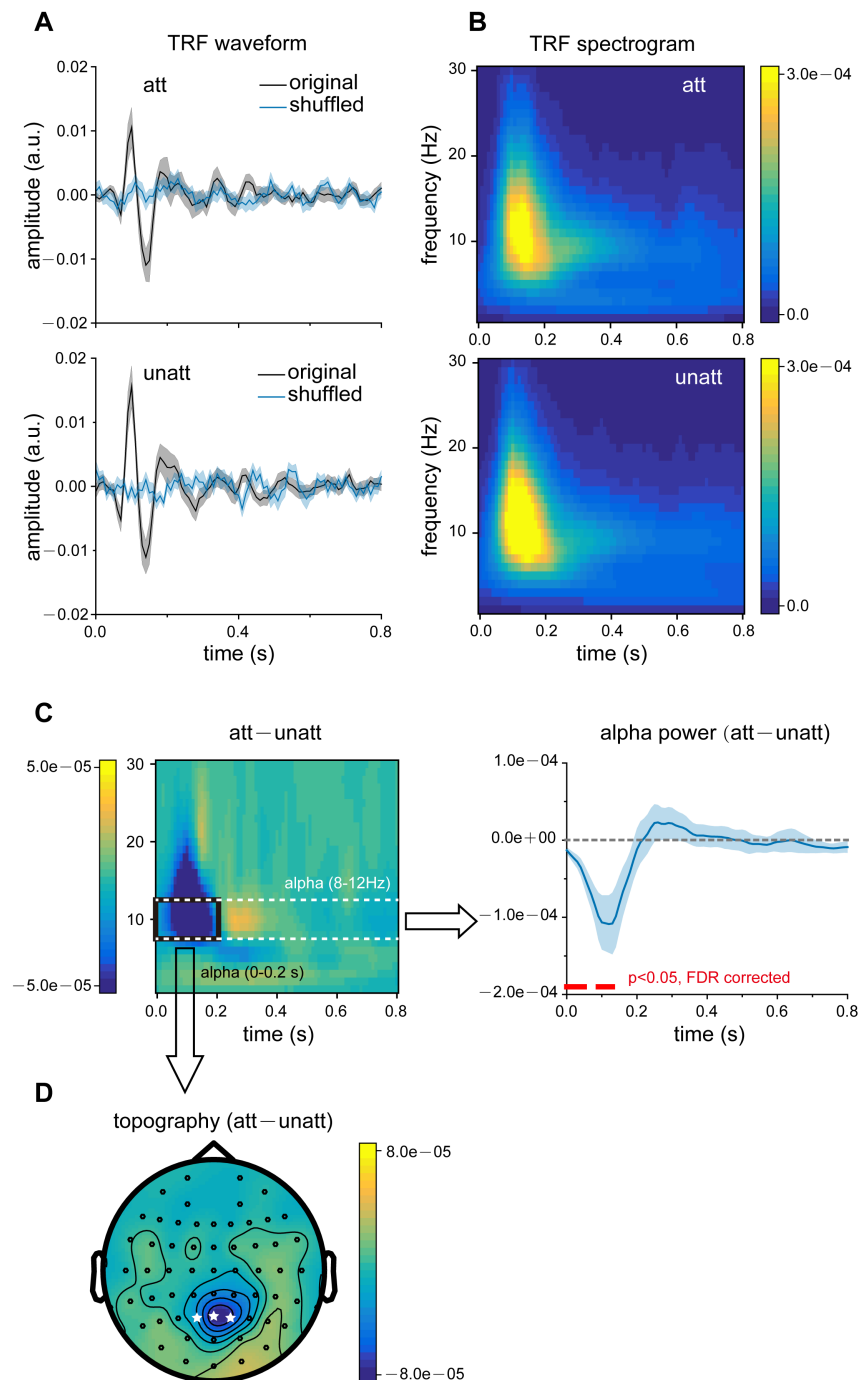 A
TRF waveform
0.02
0.01
0.00
−0.01
−0.02
amplitude (a.u.)
att
original
shuffled
0.02
0.01
0.00
−0.01
−0.02
amplitude (a.u.)
unatt
original
shuffled
0.0 0.4 0.8
time (s)
B
TRF spectrogram
30
20
10
frequency (Hz)
att
0.0 0.2 0.4 0.6 0.8
3.0e−04
0.0
30
20
10
frequency (Hz)
unatt
0.0 0.2 0.4 0.6 0.8
time (s)
3.0e−04
0.0
C
att−unatt
5.0e−05
−5.0e−05
30
20
10
alpha (8-12Hz)
alpha (0-0.2 s)
0.0 0.2 0.4 0.6 0.8
time (s)
alpha power (att−unatt)
1.0e−04
0.0e+00
−1.0e−04
−2.0e−04
p<0.05, FDR corrected
0.0 0.2 0.4 0.6 0.8
time (s)
D
topography (att−unatt)
8.0e−05
−8.0e−05